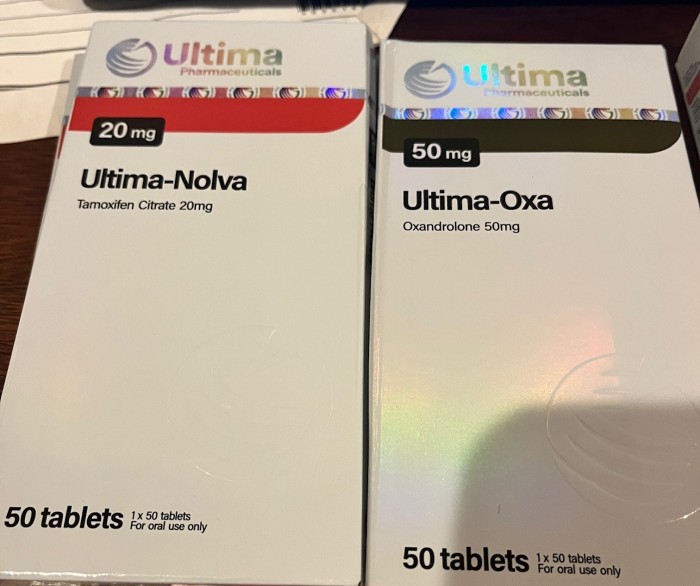 Ultima
Pharmaceuticals
20 mg
Ultima-Nolva
Tamoxifen Citrate 20mg
50 tablets
1 x 50 tablets
For oral use only
Ultima
Pharmaceuticals
50 mg
Ultima-Oxa
Oxandrolone 50mg
50 tablets
1 x 50 tablets
For oral use only